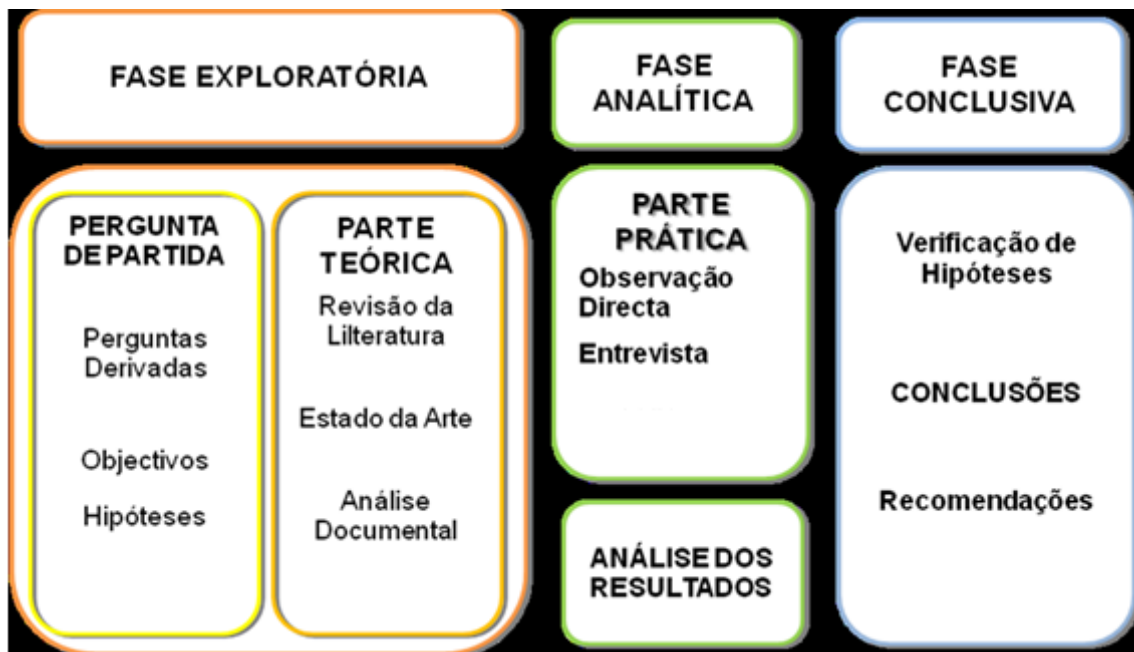 FASE EXPLORATÓRIA
FASE
ANALÍTICA
FASE
CONCLUSIVA
PERGUNTA
DE PARTIDA
Perguntas
Derivadas
Objectivos
Hipóteses
PARTE
TEÓRICA
Revisão da
Lilteratura
Estado da Arte
Análise
Documental
PARTE
PRÁTICA
Observação
Directa
Entrevista
ANÁLISE DOS
RESULTADOS
Verificação de
Hipóteses
CONCLUSÕES
Recomendações